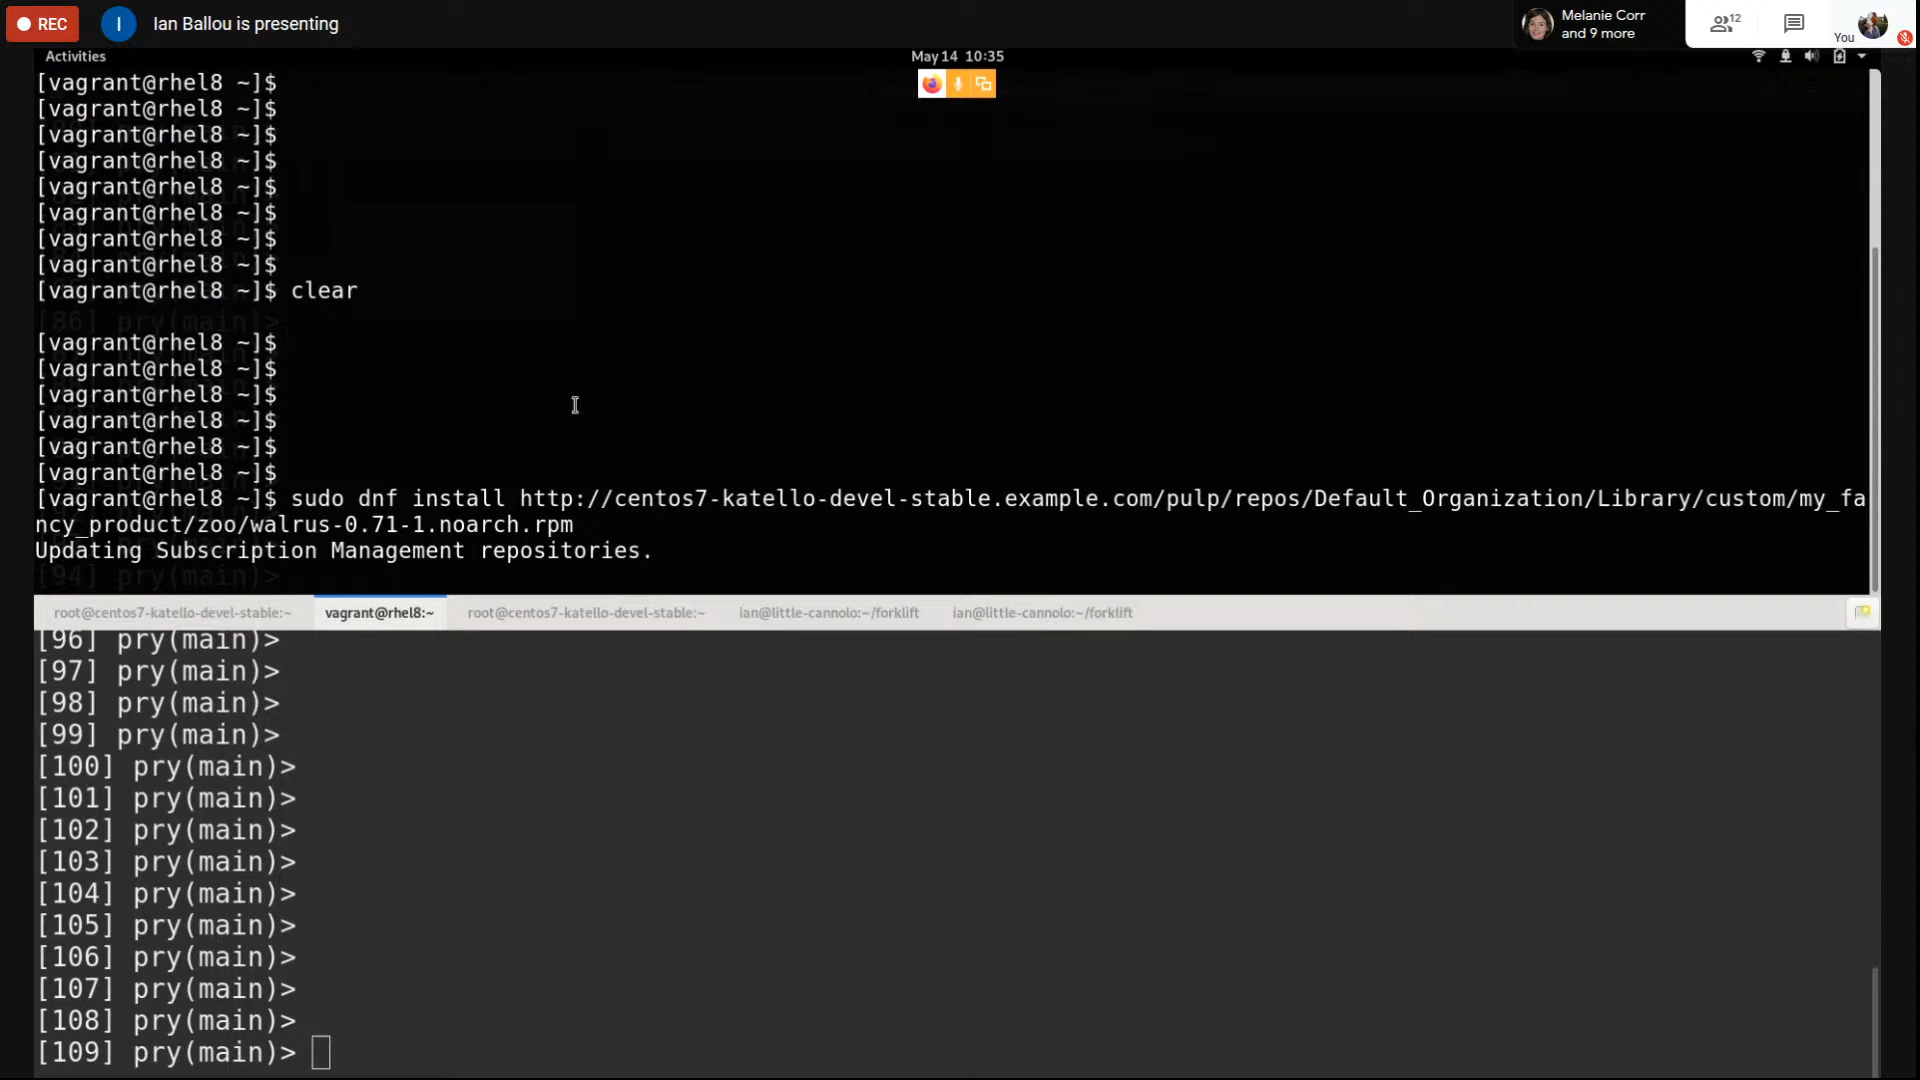 REC
I
Ian Ballou is presenting
Melanie Corr
and 9 more
12
You
Activities
May 14 10:35
[vagrant@rhel8 ~]$
[vagrant@rhel8 ~]$
[vagrant@rhel8 ~]$
[vagrant@rhel8 ~]$
[vagrant@rhel8 ~]$
[vagrant@rhel8 ~]$
[vagrant@rhel8 ~]$
[vagrant@rhel8 ~]$
[vagrant@rhel8 ~]$ clear
[86] pry(main)>
[vagrant@rhel8 ~]$
[vagrant@rhel8 ~]$
[vagrant@rhel8 ~]$
[vagrant@rhel8 ~]$
[vagrant@rhel8 ~]$
[vagrant@rhel8 ~]$
[vagrant@rhel8 ~]$ sudo dnf install http://centos7-katello-devel-stable.example.com/pulp/repos/Default_Organization/Library/custom/my_fa
ncy_product/zoo/walrus-0.71-1.noarch.rpm
Updating Subscription Management repositories.
[94] pry(main)>
root@centos7-katello-devel-stable:~ vagrant@rhel8:~ root@centos7-katello-devel-stable:~ ian@little-cannolo:~/forklift ian@little-cannolo:~/forklift
[96] pry(main)>
[97] pry(main)>
[98] pry(main)>
[99] pry(main)>
[100] pry(main)>
[101] pry(main)>
[102] pry(main)>
[103] pry(main)>
[104] pry(main)>
[105] pry(main)>
[106] pry(main)>
[107] pry(main)>
[108] pry(main)>
[109] pry(main)>